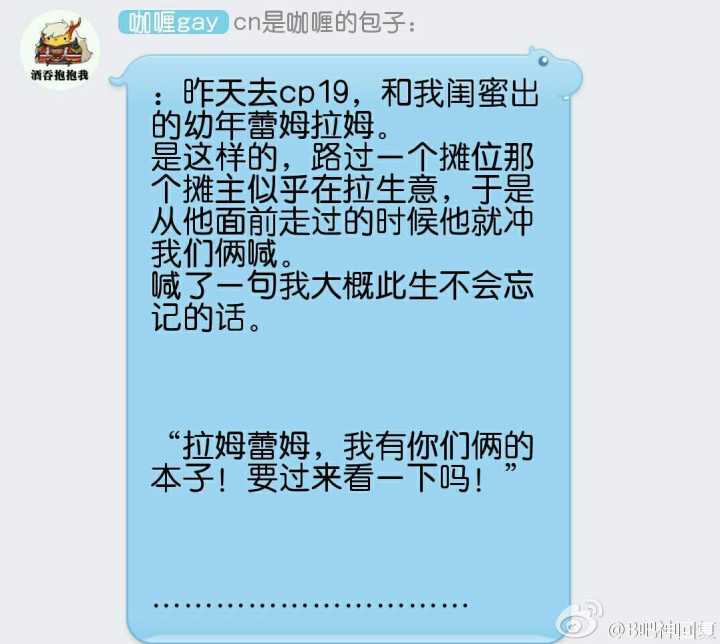 咖喱gay cn是咖喱的包子:
酒吞抱抱我
：昨天去cp19，和我闺蜜出
的幼年蕾姆拉姆。
是这样的，路过一个摊位那
个摊主似乎在拉生意，于是
从他面前走过的时候他就冲
我们俩喊。
喊了一句我大概此生不会忘
记的话。
“拉姆蕾姆，我有你们俩的
本子！要过来看一下吗！”
…………………………
@B吧神回复